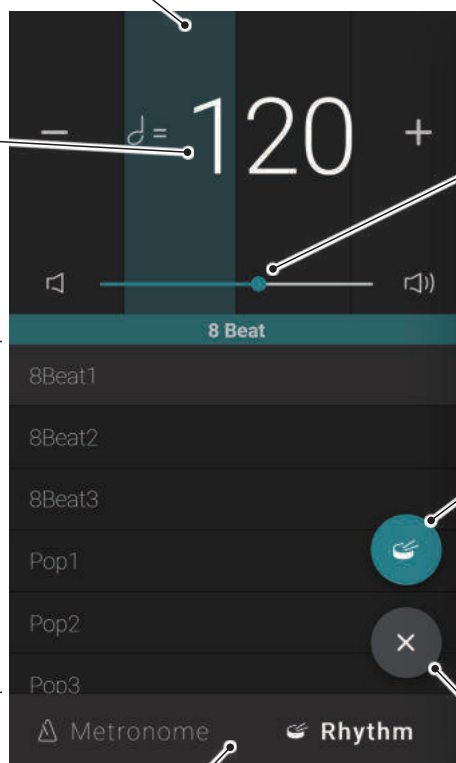 − 𝅗𝅥 = 120 +
8 Beat
8Beat1
8Beat2
8Beat3
Pop1
Pop2
Pop3
Metronome Rhythm